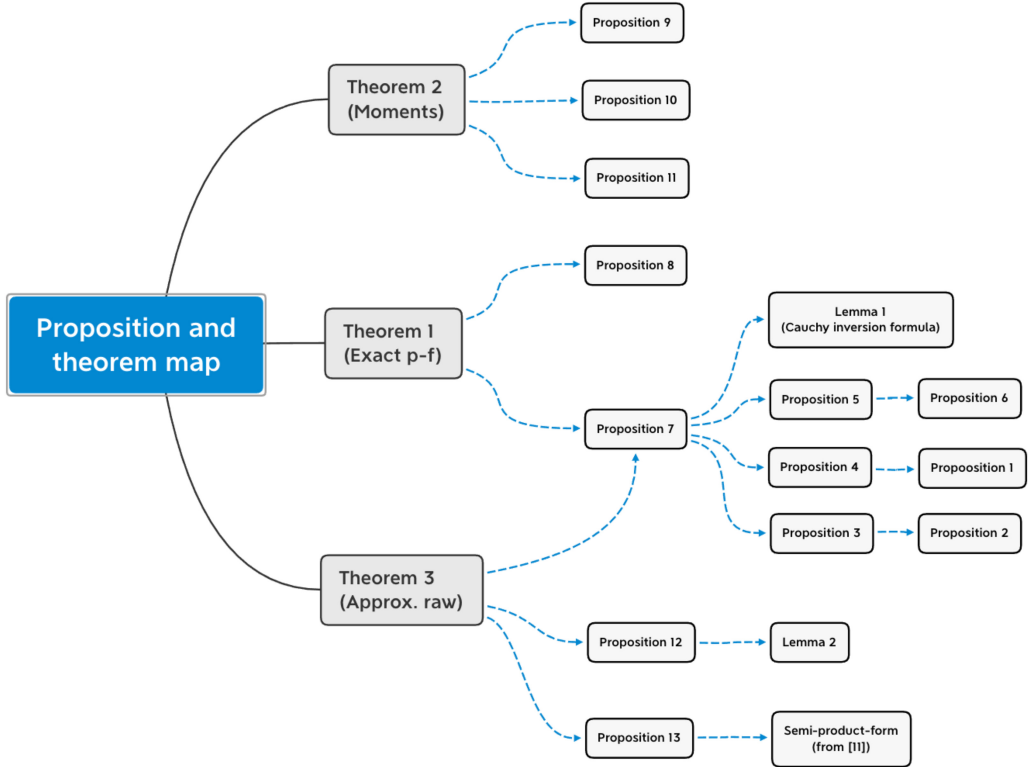 Proposition and
theorem map
Theorem 2
(Moments)
Proposition 9
Proposition 10
Proposition 11
Theorem 1
(Exact p-f)
Proposition 8
Proposition 7
Lemma 1
(Cauchy inversion formula)
Proposition 5
Proposition 6
Proposition 4
Propoosition 1
Proposition 3
Proposition 2
Theorem 3
(Approx. raw)
Proposition 12
Lemma 2
Proposition 13
Semi-product-form
(from [11])